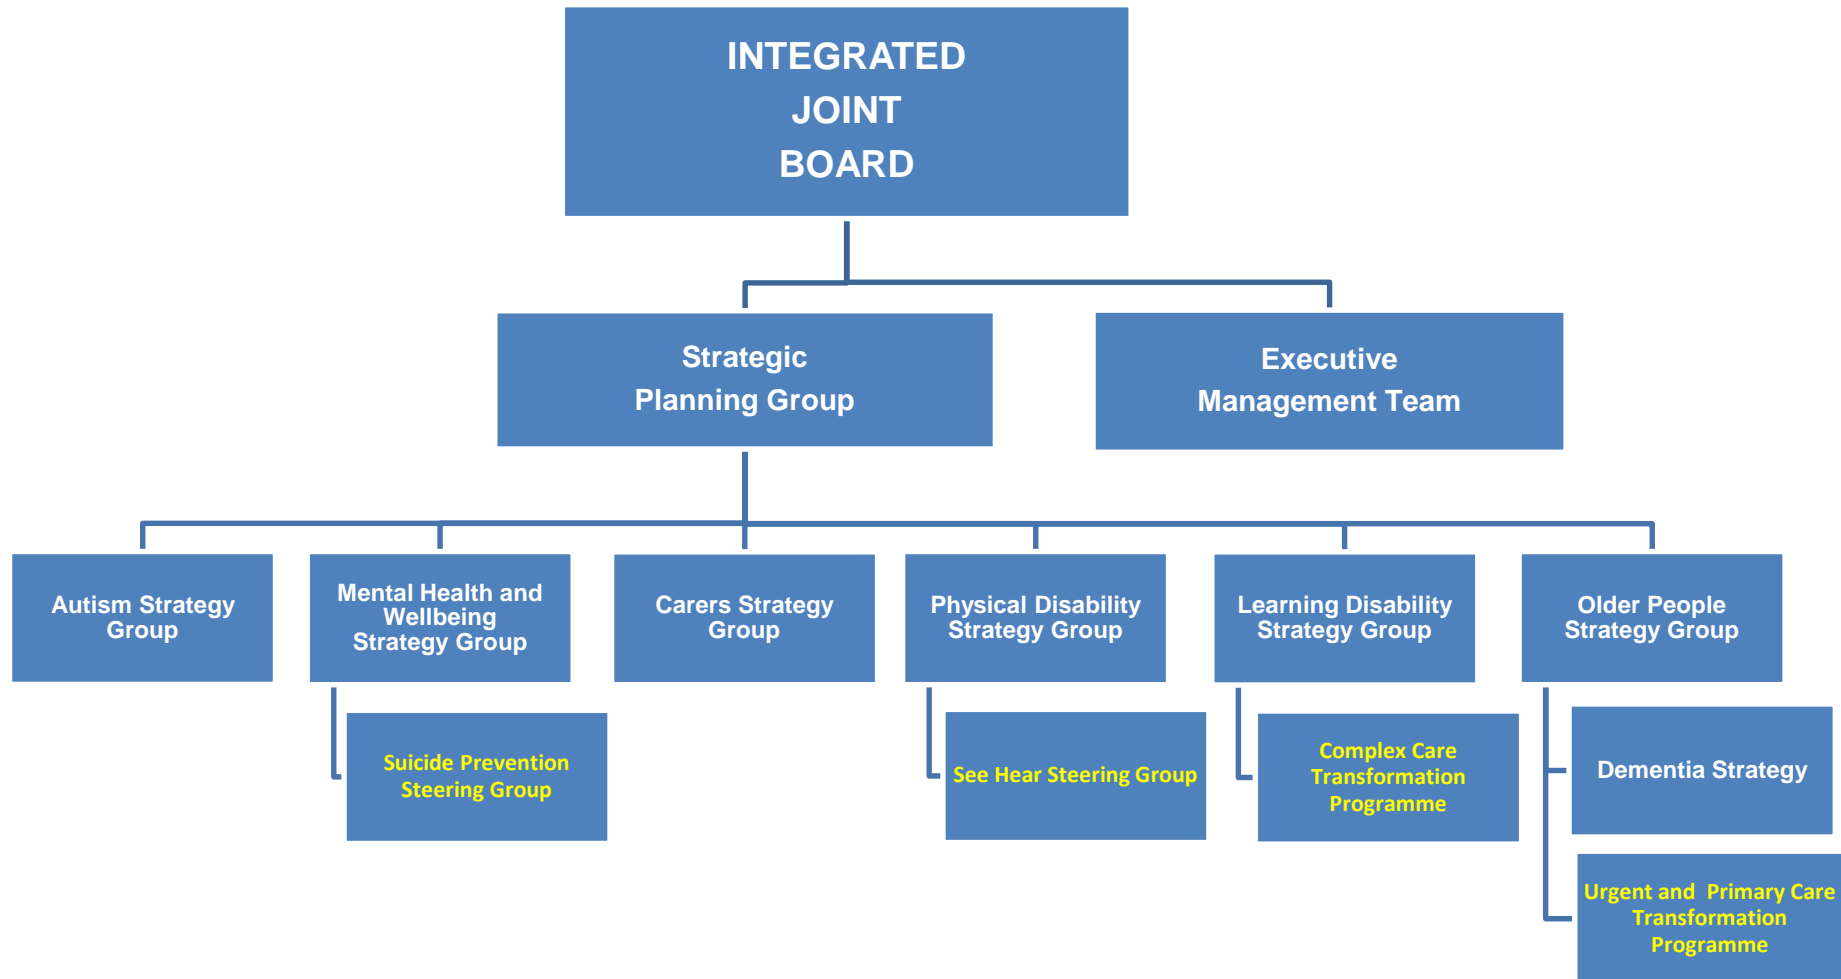 INTEGRATED
JOINT
BOARD
Strategic
Planning Group
Executive
Management Team
Autism Strategy
Group
Mental Health and
Wellbeing
Strategy Group
Carers Strategy
Group
Physical Disability
Strategy Group
Learning Disability
Strategy Group
Older People
Strategy Group
Suicide Prevention
Steering Group
See Hear Steering Group
Complex Care
Transformation
Programme
Dementia Strategy
Urgent and  Primary Care
Transformation
Programme